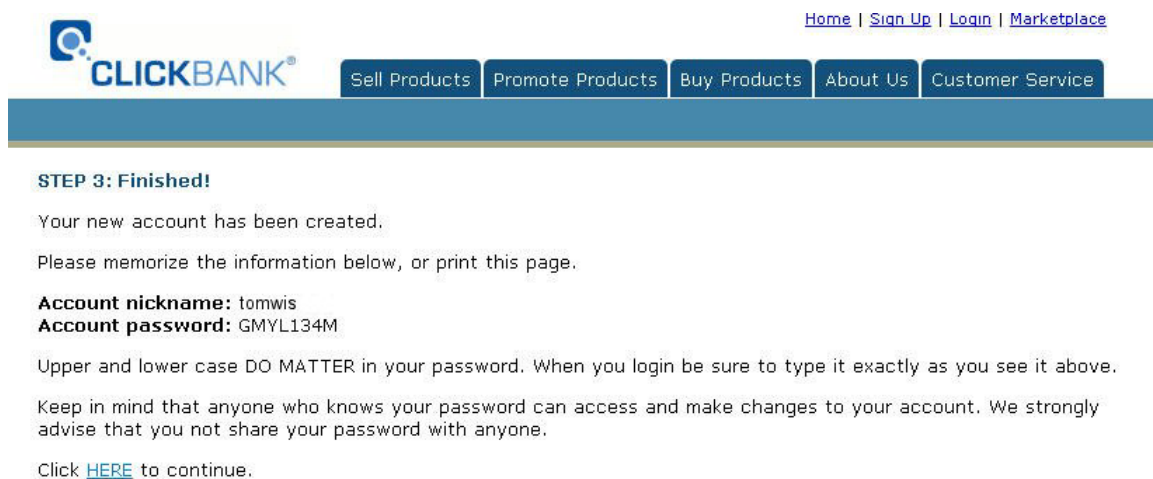 Home | Sign Up | Login | Marketplace
CLICKBANK®
Sell Products Promote Products Buy Products About Us Customer Service
STEP 3: Finished!
Your new account has been created.
Please memorize the information below, or print this page.
Account nickname: tomwis
Account password: GMYL134M
Upper and lower case DO MATTER in your password. When you login be sure to type it exactly as you see it above.
Keep in mind that anyone who knows your password can access and make changes to your account. We strongly
advise that you not share your password with anyone.
Click HERE to continue.